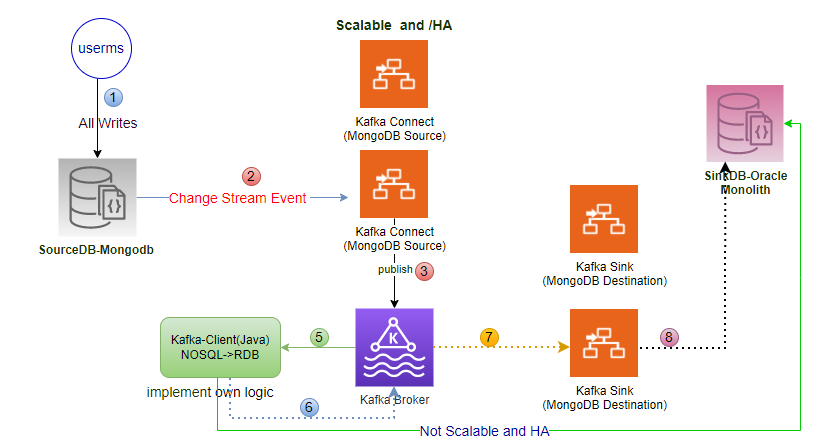 Scalable and /HA
userms
1
All Writes
Kafka Connect
(MongoDB Source)
2
Change Stream Event
SourceDB-Mongodb
Kafka Connect
(MongoDB Source)
SinkDB-Oracle
Monolith
publish
3
Kafka Sink
(MongoDB Destination)
Kafka-Client(Java)
NOSQL->RDB
5
K
7
8
implement own logic
6
Kafka Broker
Kafka Sink
(MongoDB Destination)
Not Scalable and HA